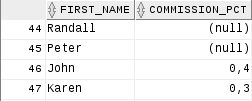 FIRST_NAME COMMISSION_PCT
44 Randall (null)
45 Peter (null)
46 John 0,4
47 Karen 0,3